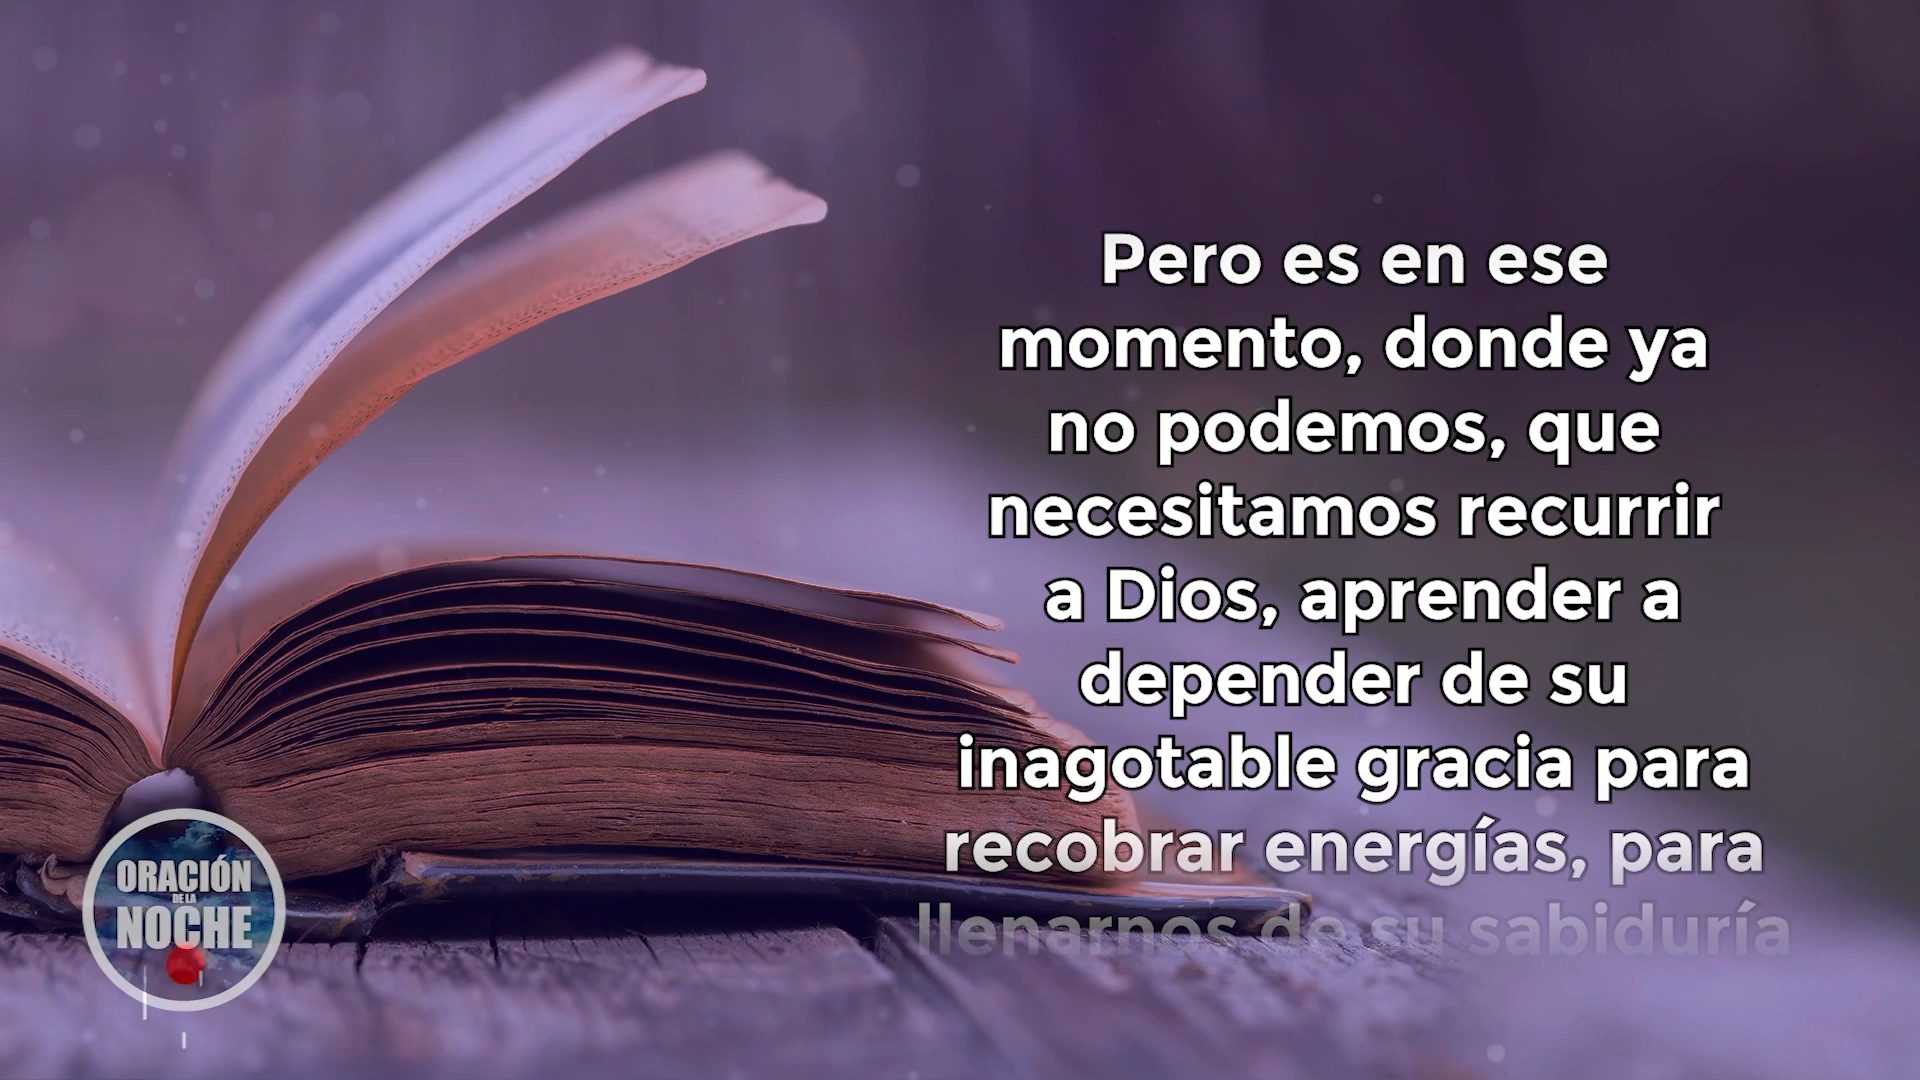 Pero es en ese
momento, donde ya
no podemos, que
necesitamos recurrir
a Dios, aprender a
depender de su
inagotable gracia para
recobrar energías, para
llenarnos de su sabiduría
ORACIÓN
DE LA
NOCHE